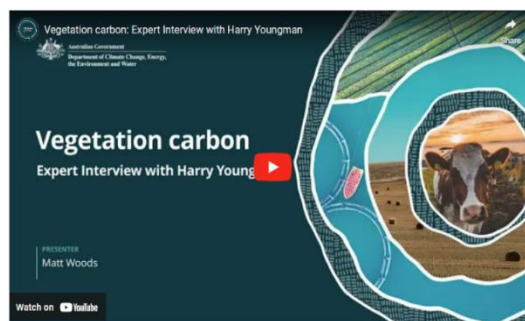 Vegetation carbon: Expert Interview with Harry Youngman
Share
Australian Government
Department of Climate Change, Energy,
the Environment and Water
Vegetation carbon
Expert Interview with Harry Young
PRESENTER
Matt Woods
Watch on YouTube